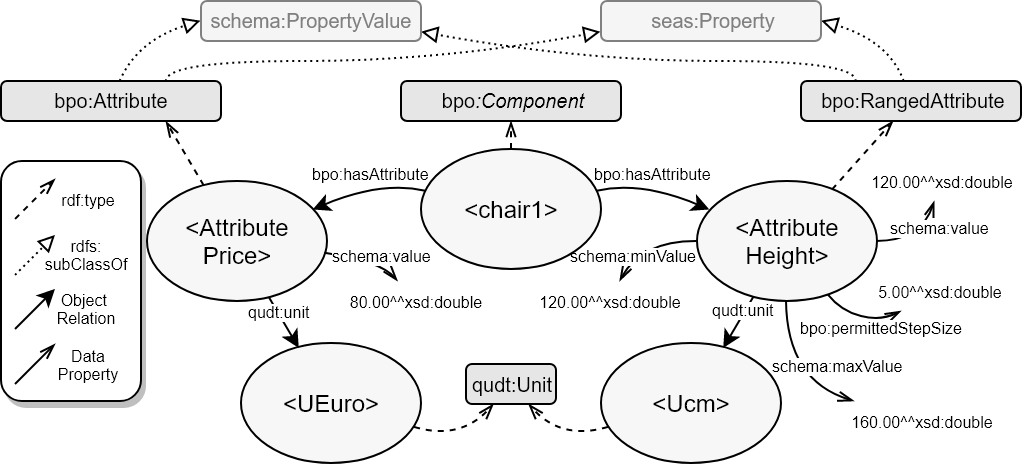 schema:PropertyValue
seas:Property
bpo:Attribute
bpo:Component
bpo:RangedAttribute
rdf:type
rdfs:
subClassOf
Object
Relation
Data
Property
bpo:hasAttribute
bpo:hasAttribute
<Attribute
Price>
<chair1>
<Attribute
Height>
120.00^^xsd:double
schema:value
schema:value
80.00^^xsd:double
schema:minValue
120.00^^xsd:double
5.00^^xsd:double
bpo:permittedStepSize
qudt:unit
qudt:unit
schema:maxValue
160.00^^xsd:double
<UEuro>
qudt:Unit
<Ucm>